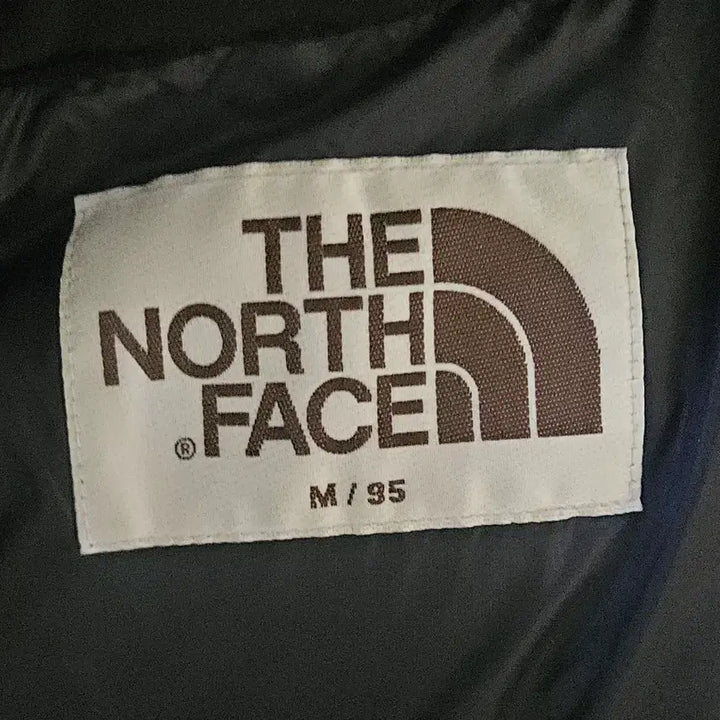 THE
NORTH
FACE
®
M / 95